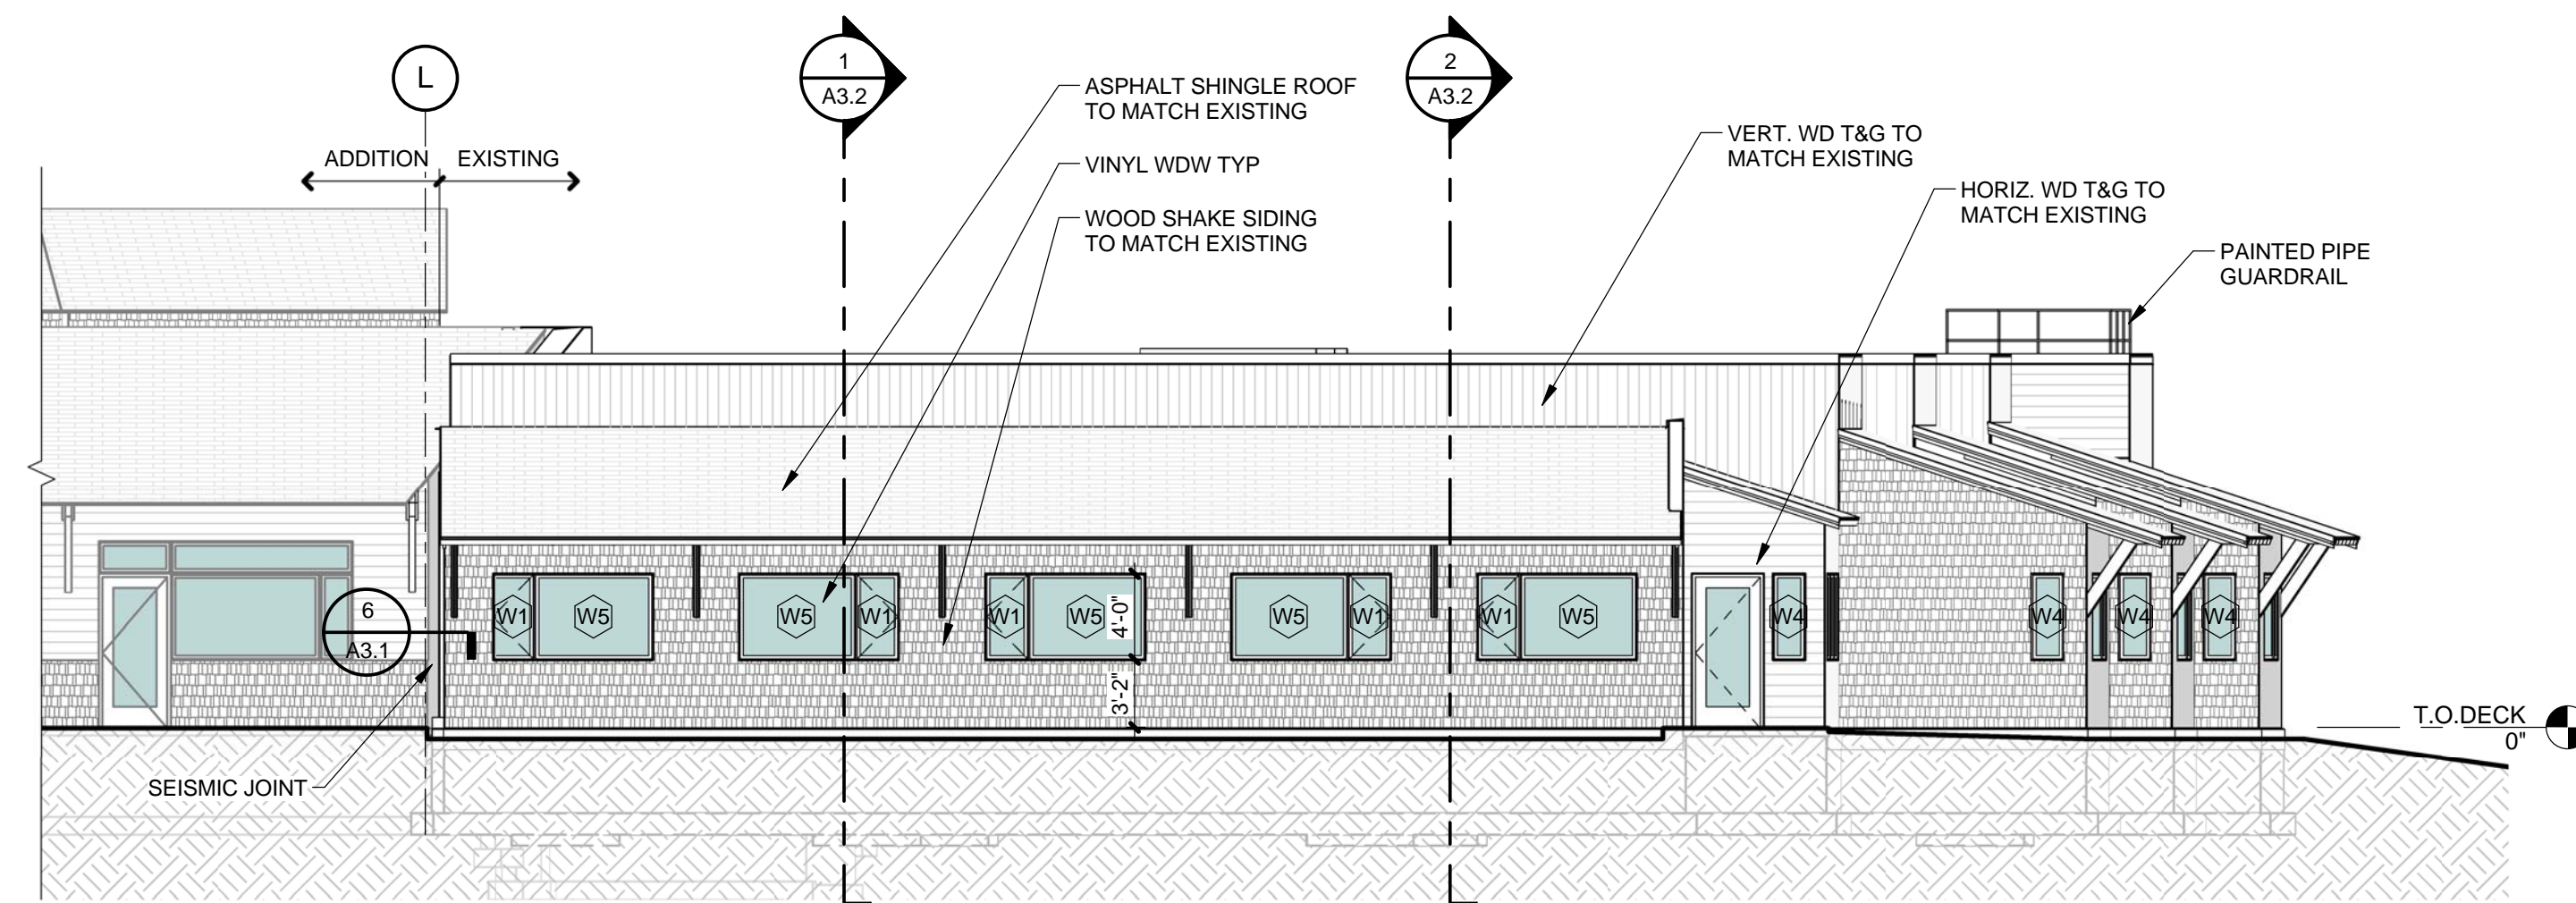 L
1
A3.2
2
A3.2
ASPHALT SHINGLE ROOF
TO MATCH EXISTING
VERT. WD T&G TO
MATCH EXISTING
ADDITION
EXISTING
VINYL WDW TYP
HORIZ. WD T&G TO
MATCH EXISTING
WOOD SHAKE SIDING
TO MATCH EXISTING
PAINTED PIPE
GUARDRAIL
6
A3.1
W1
W5
W5
W1
W1
W5
4'-0"
W5
W1
W1
W5
W4
W4
W4
W4
3'-2"
T.O.DECK
0"
SEISMIC JOINT